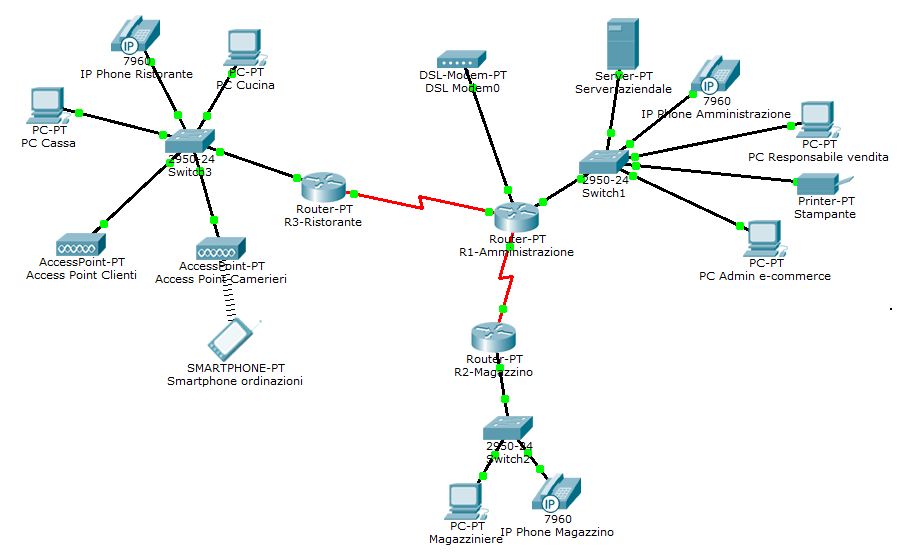 7960
IP Phone Ristorante
PC-PT
PC Cucina
PC-PT
PC Cassa
2950-24
Switch3
Router-PT
R3-Ristorante
AccessPoint-PT
Access Point Clienti
AccessPoint-PT
Access Point Camerieri
SMARTPHONE-PT
Smartphone ordinazioni
DSL-Modem-PT
DSL Modem0
Router-PT
R1-Amministrazione
Server-PT
Server aziendale
7960
IP Phone Amministrazione
PC-PT
PC Responsabile vendita
2950-24
Switch1
Printer-PT
Stampante
PC-PT
PC Admin e-commerce
Router-PT
R2-Magazzino
2950-24
Switch2
PC-PT
Magazziniere
7960
IP Phone Magazzino
IP
IP
IP
.